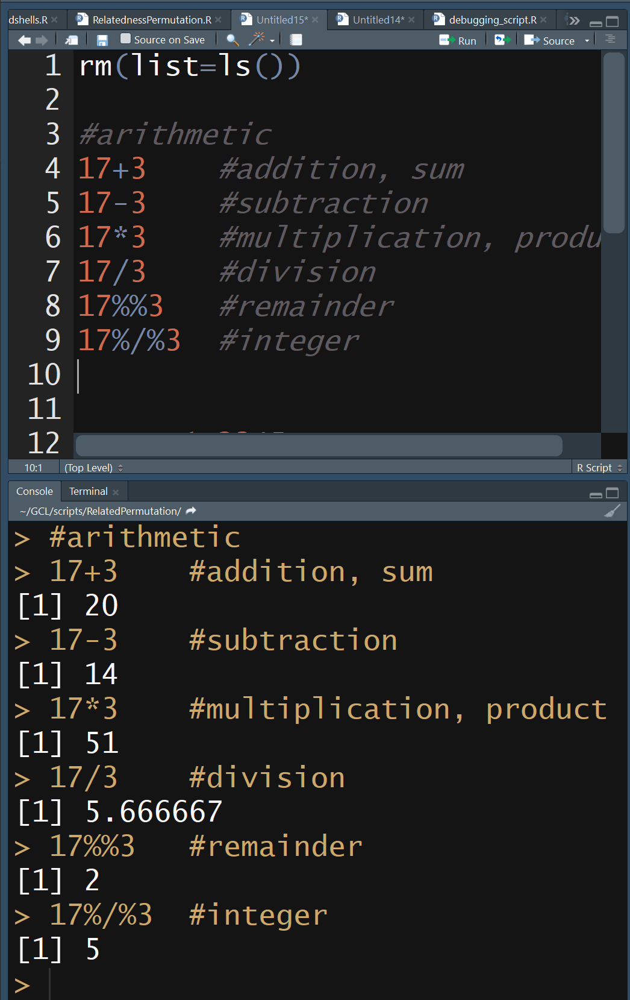 dshells.R RelatednessPermutation.R Untitled15* Untitled14* debugging_script.R
Source on Save Run Source
1 rm(list=ls())
2
3 #arithmetic
4 17+3 #addition, sum
5 17-3 #subtraction
6 17*3 #multiplication, produ
7 17/3 #division
8 17%%3 #remainder
9 17%/%3 #integer
10
11
12
10:1 (Top Level) R Script
Console Terminal
~/GCL/scripts/RelatedPermutation/
> #arithmetic
> 17+3 #addition, sum
[1] 20
> 17-3 #subtraction
[1] 14
> 17*3 #multiplication, product
[1] 51
> 17/3 #division
[1] 5.666667
> 17%%3 #remainder
[1] 2
> 17%/%3 #integer
[1] 5
>